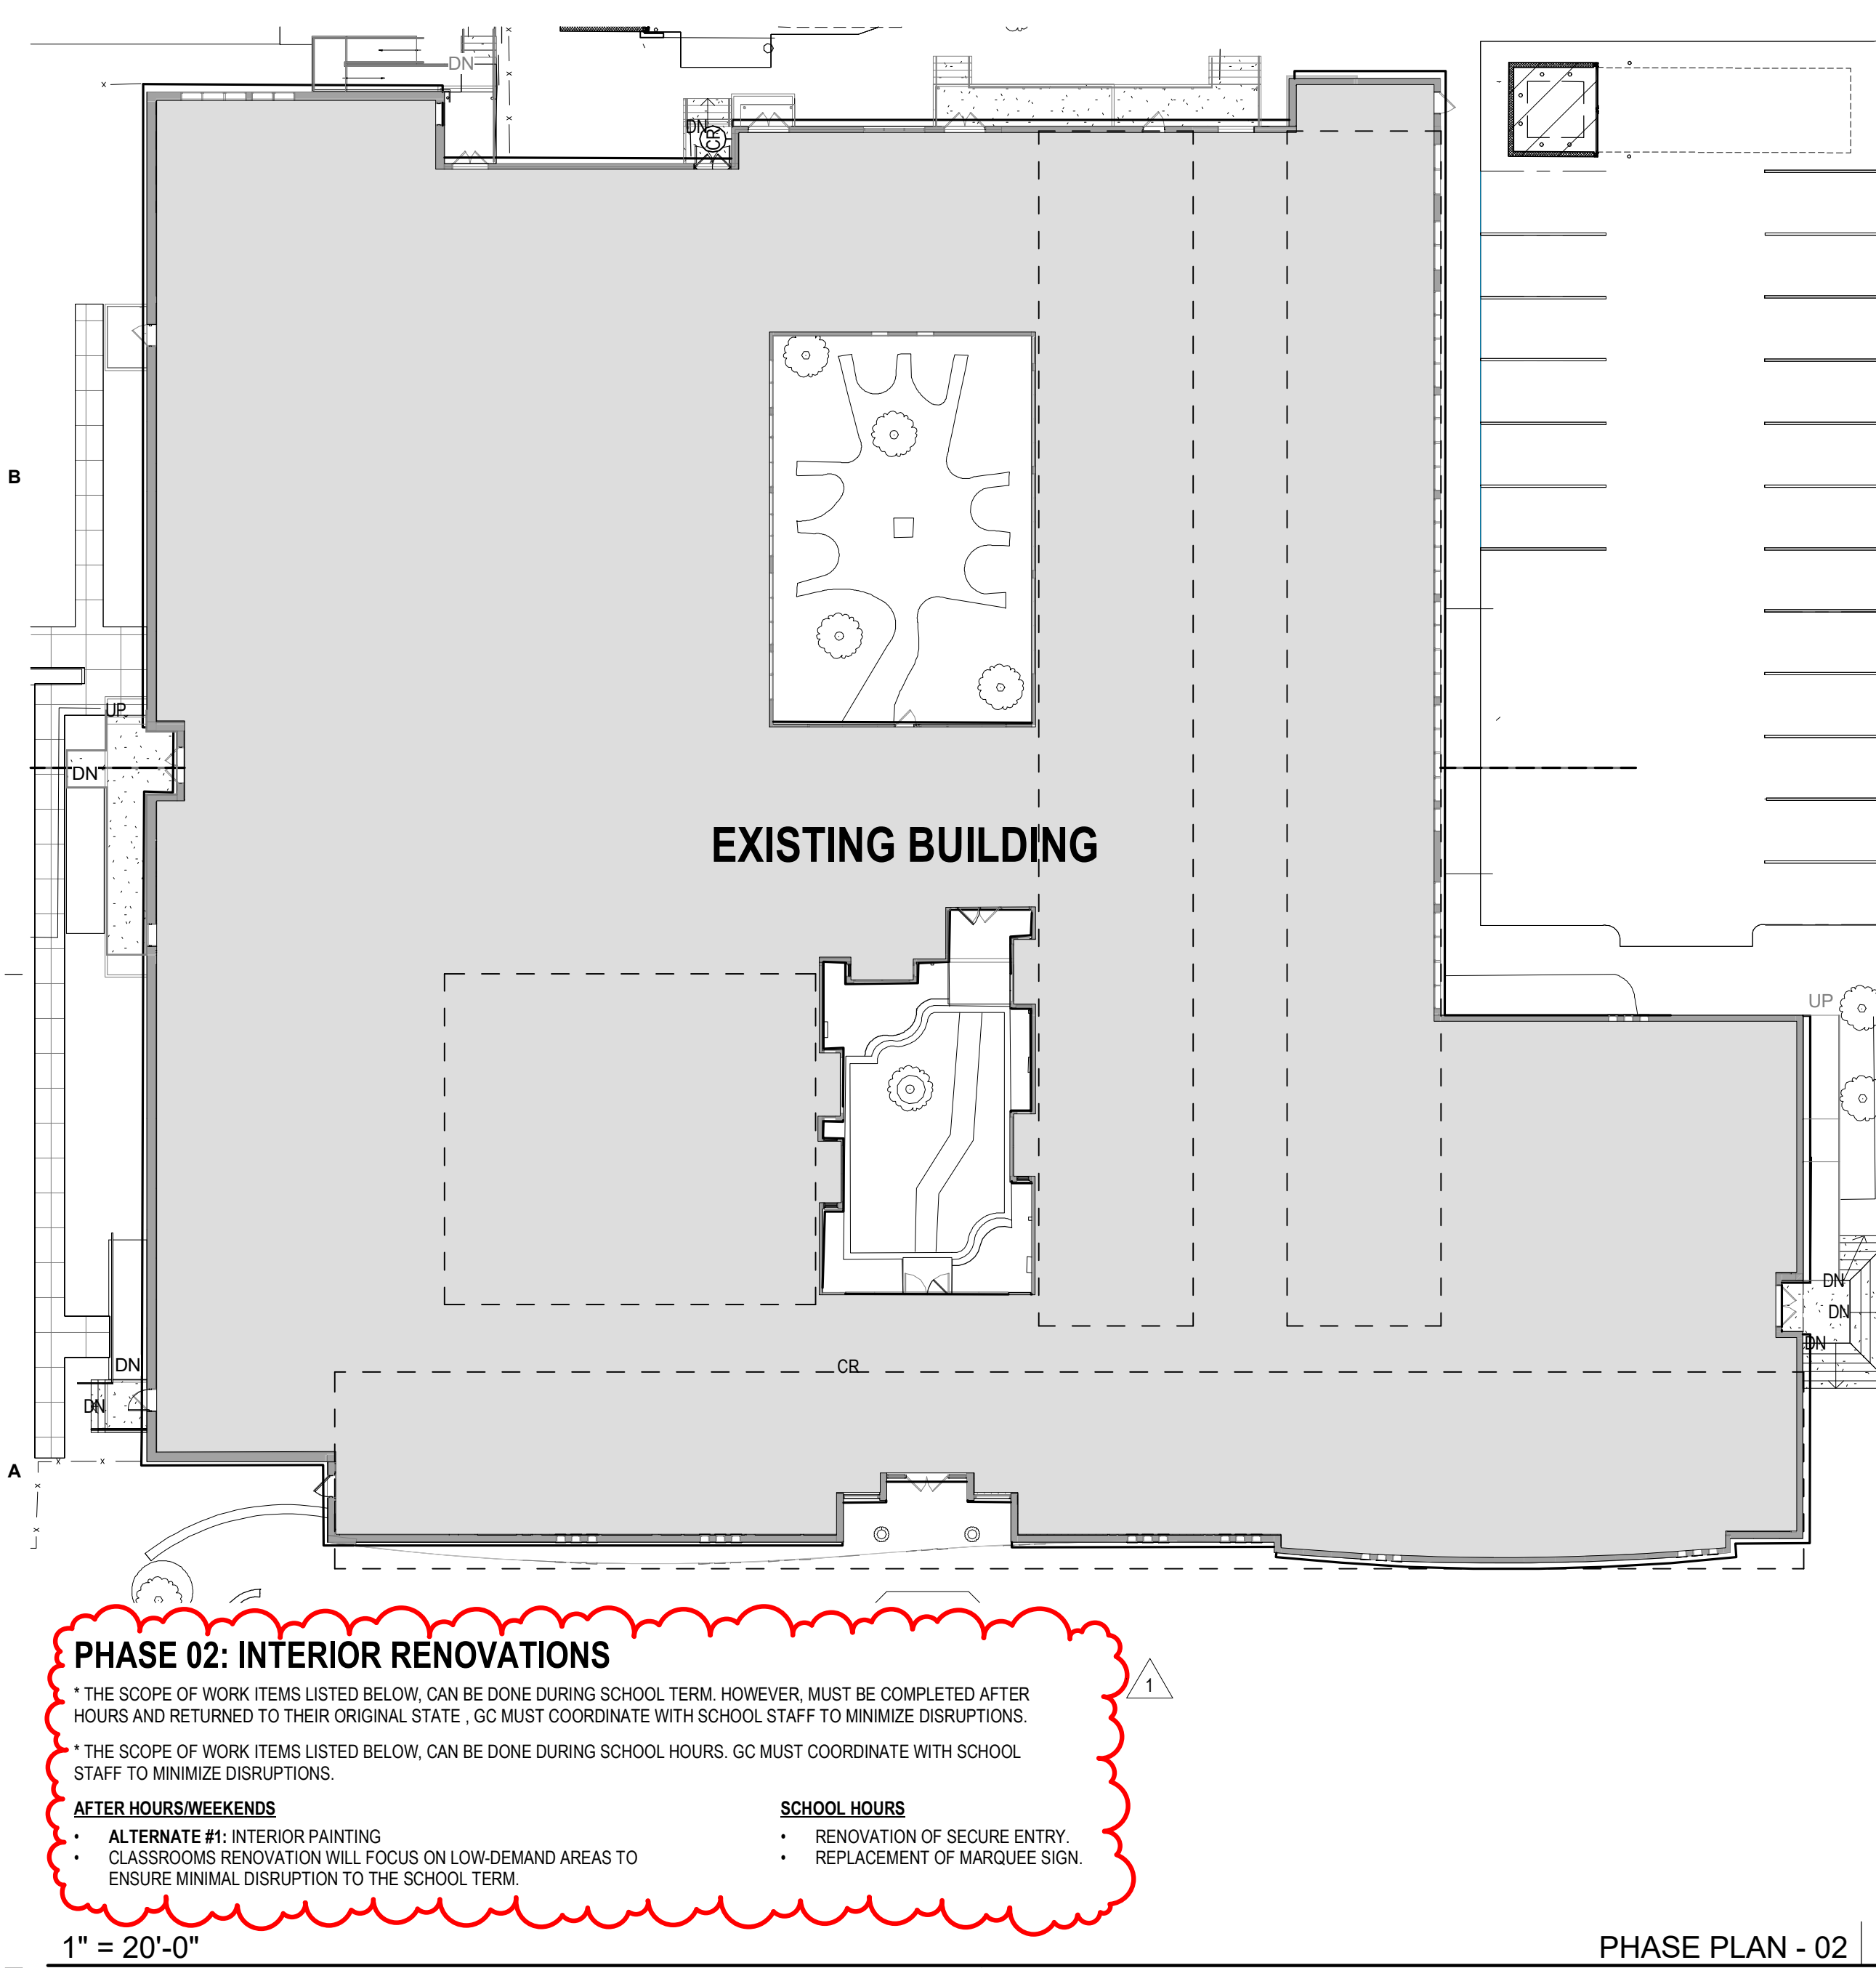 DN
DN
CR
B
UP
DN
EXISTING BUILDING
UP
DN
DN
DN
DN
CR
DN
A
PHASE 02: INTERIOR RENOVATIONS
* THE SCOPE OF WORK ITEMS LISTED BELOW, CAN BE DONE DURING SCHOOL TERM. HOWEVER, MUST BE COMPLETED AFTER
HOURS AND RETURNED TO THEIR ORIGINAL STATE , GC MUST COORDINATE WITH SCHOOL STAFF TO MINIMIZE DISRUPTIONS.
1
* THE SCOPE OF WORK ITEMS LISTED BELOW, CAN BE DONE DURING SCHOOL HOURS. GC MUST COORDINATE WITH SCHOOL
STAFF TO MINIMIZE DISRUPTIONS.
AFTER HOURS/WEEKENDS
• ALTERNATE #1: INTERIOR PAINTING
• CLASSROOMS RENOVATION WILL FOCUS ON LOW-DEMAND AREAS TO
ENSURE MINIMAL DISRUPTION TO THE SCHOOL TERM.
SCHOOL HOURS
• RENOVATION OF SECURE ENTRY.
• REPLACEMENT OF MARQUEE SIGN.
1" = 20'-0"
PHASE PLAN - 02